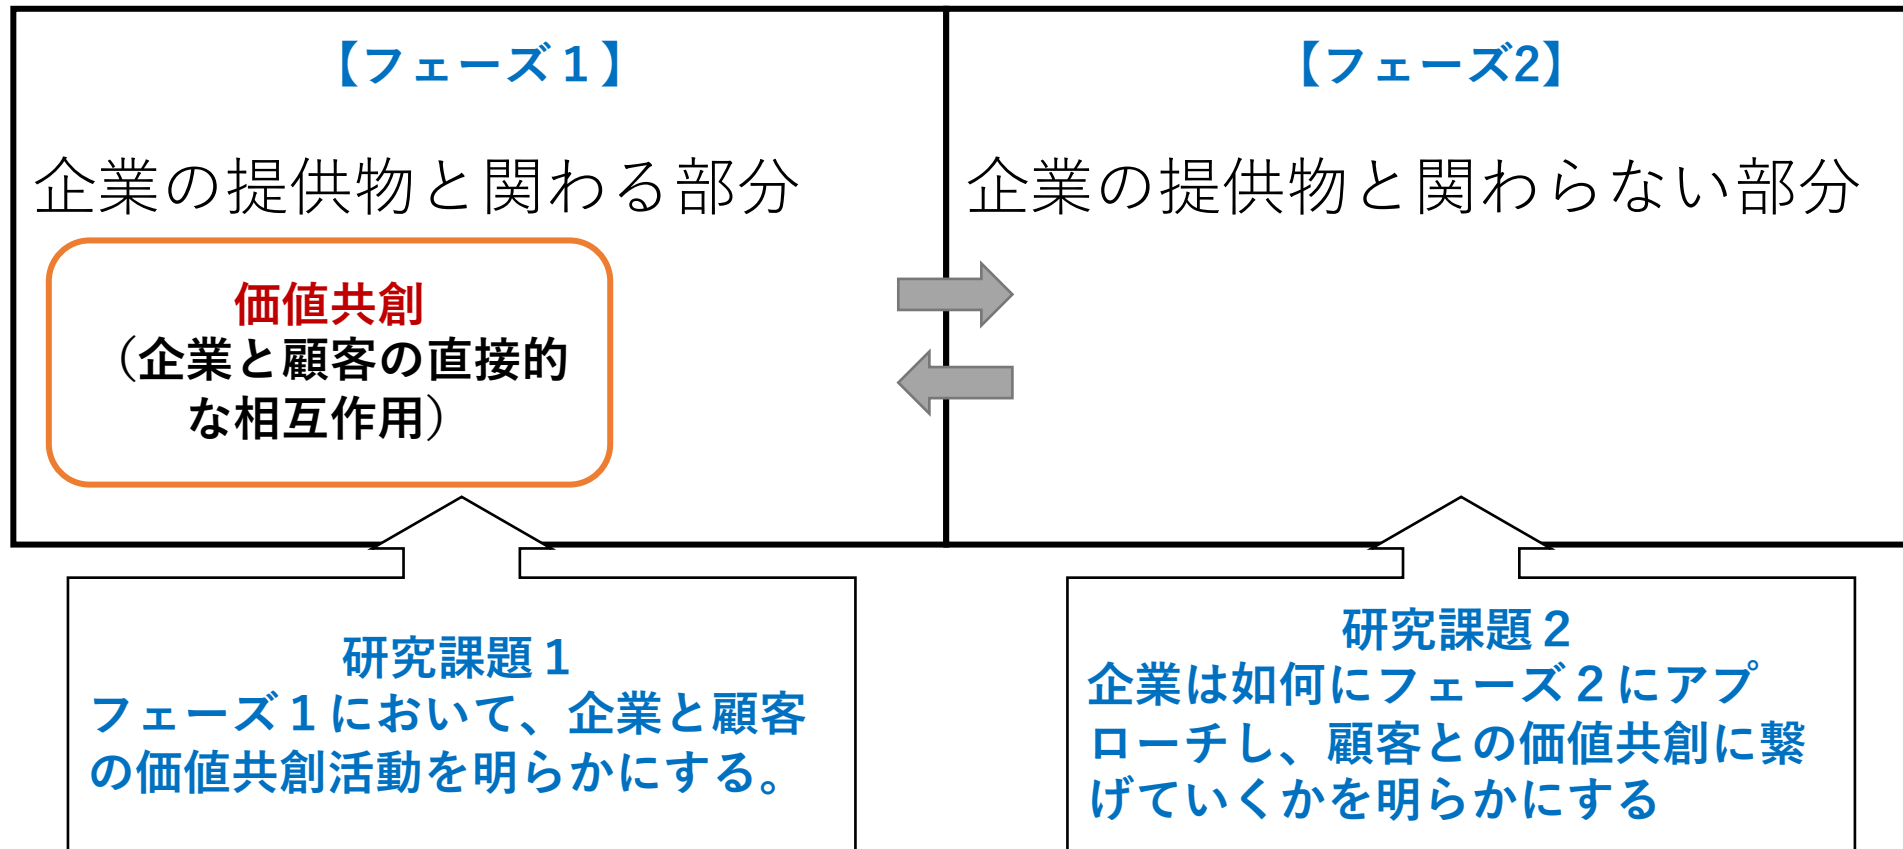 【フェーズ１】
企業の提供物と関わる部分
価値共創
（企業と顧客の直接的
な相互作用）
【フェーズ2】
企業の提供物と関わらない部分
研究課題１
フェーズ１において、企業と顧客
の価値共創活動を明らかにする。
研究課題２
企業は如何にフェーズ２にアプ
ローチし、顧客との価値共創に繋
げていくかを明らかにする